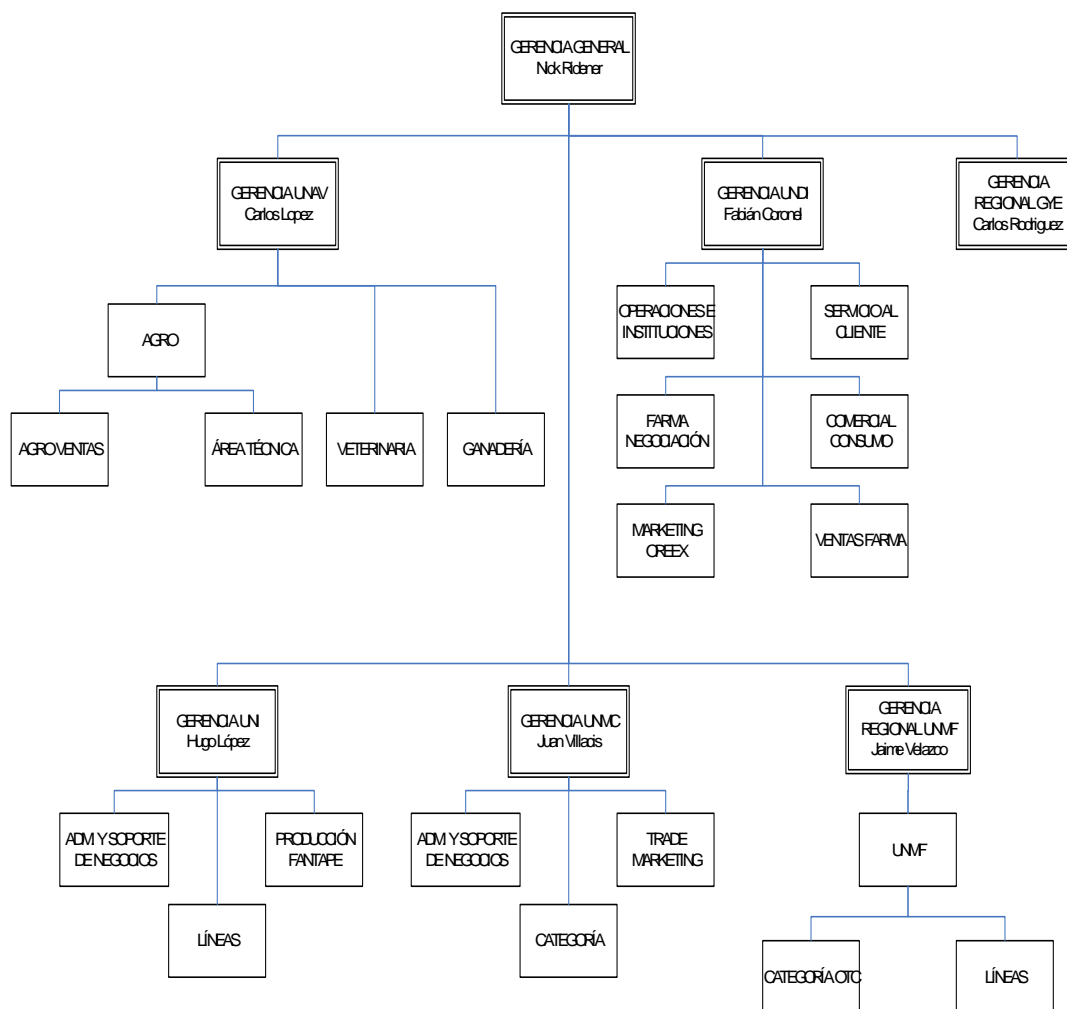 GERENCIA GENERAL
Nick Ridener
GERENCIA UNAV
Carlos Lopez
GERENCIA UNDI
Fabián Coronel
GERENCIA
REGIONAL GYE
Carlos Rodriguez
OPERACIONES E
INSTITUCIONES
SERVICIO AL
CLIENTE
AGRO
AGRO VENTAS
ÁREA TÉCNICA
VETERINARIA
GANADERÍA
FARMA
NEGOCIACIÓN
COMERCIAL
CONSUMO
MARKETING
OREEX
VENTAS FARMA
GERENCIA UNI
Hugo López
GERENCIA UNMC
Juan Villacis
GERENCIA
REGIONAL UNMF
Jaime Velazco
ADM. Y SOPORTE
DE NEGOCIOS
PRODUCCIÓN
FANTAPE
ADM. Y SOPORTE
DE NEGOCIOS
TRADE
MARKETING
UNMF
LÍNEAS
CATEGORÍA
CATEGORÍA OTC
LÍNEAS